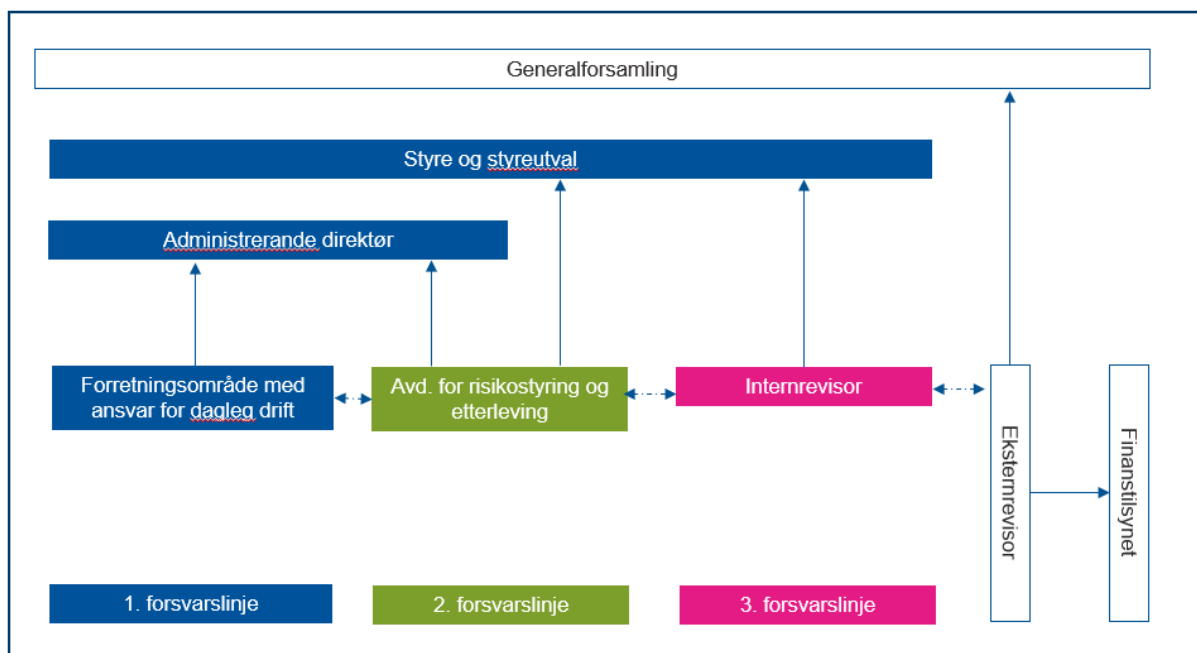 Generalforsamling
Styre og styreutval
Administrerande direktør
Forretningsområde med
ansvar for dagleg drift
Avd. for risikostyring og
etterleving
Internrevisor
Eksternrevisor
Finanstilsynet
1. forsvarslinje
2. forsvarslinje
3. forsvarslinje